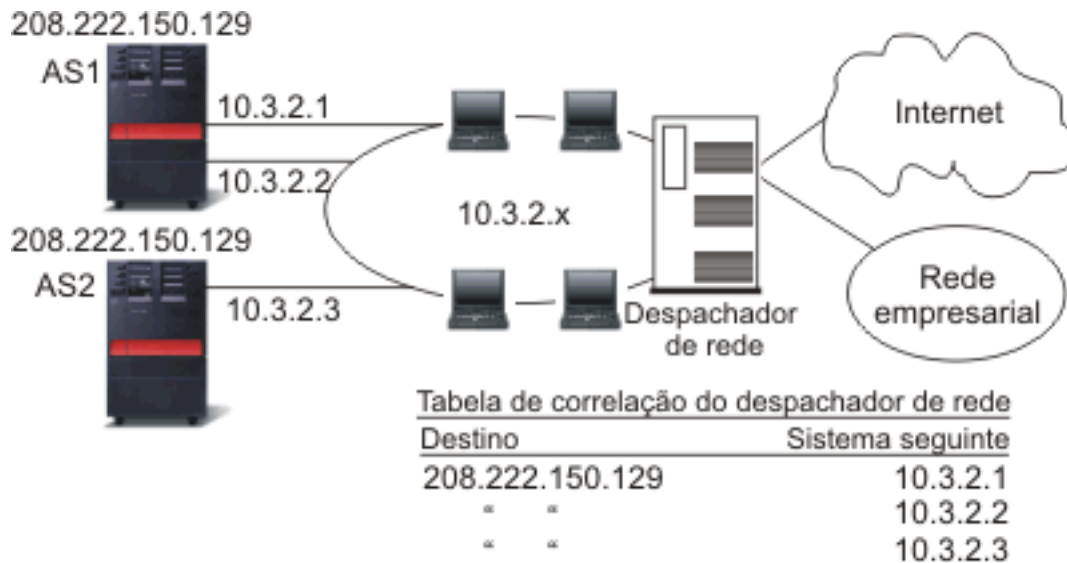 208.222.150.129
AS1
10.3.2.1
10.3.2.2
208.222.150.129
AS2
10.3.2.3
10.3.2.x
Internet
Rede
empresarial
Despachador
de rede
Tabela de correlação do despachador de rede
Destino Sistema seguinte
208.222.150.129 10.3.2.1
" " 10.3.2.2
" " 10.3.2.3